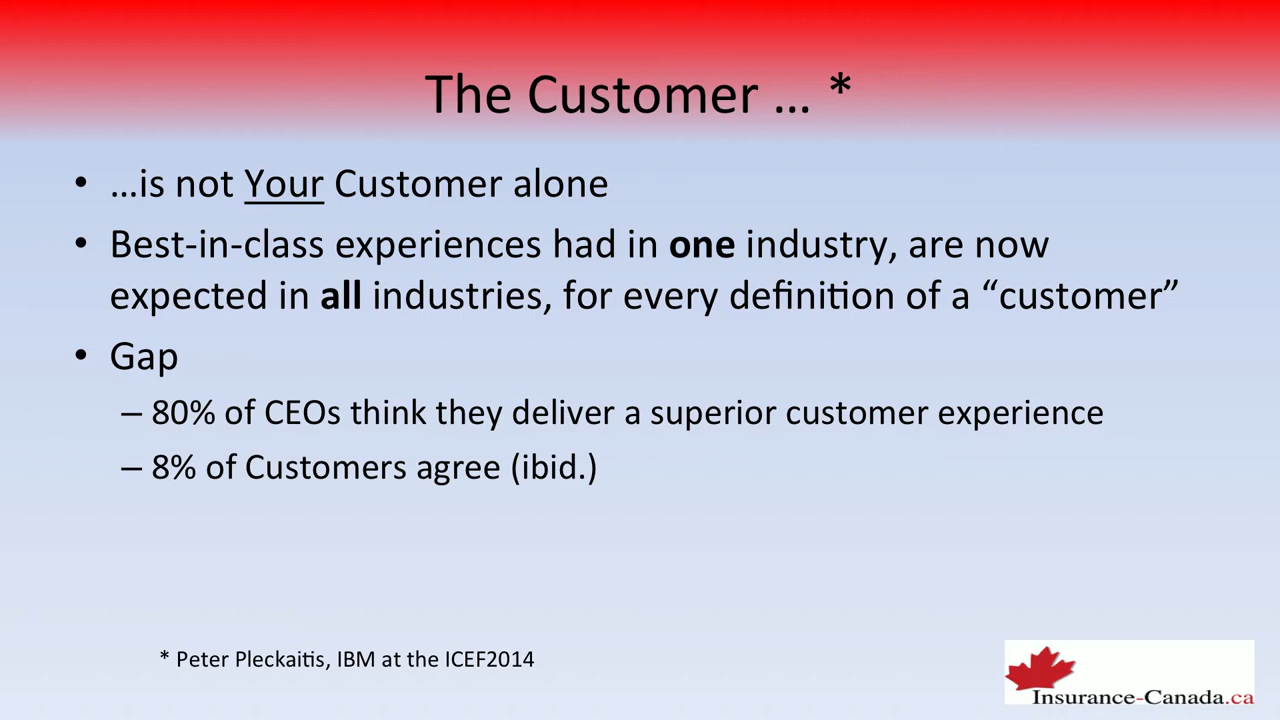 The Customer … *
• …is not Your Customer alone
• Best-in-class experiences had in one industry, are now
expected in all industries, for every definition of a “customer”
• Gap
– 80% of CEOs think they deliver a superior customer experience
– 8% of Customers agree (ibid.)
* Peter Pleckaitis, IBM at the ICEF2014
Insurance-Canada.ca